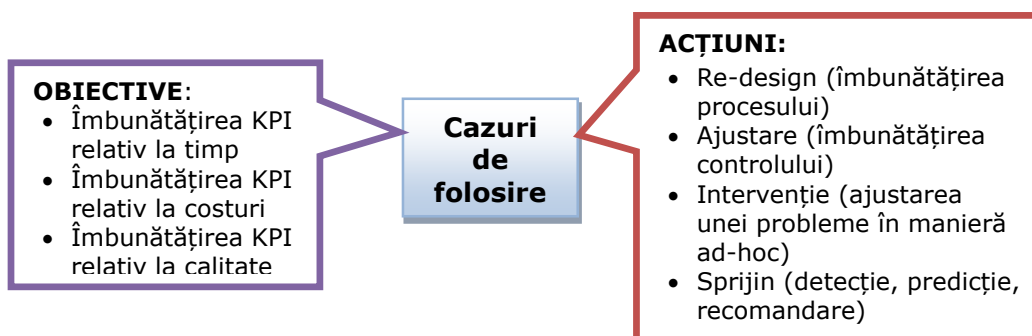 OBIECTIVE:
• Îmbunătățirea KPI
relativ la timp
• Îmbunătățirea KPI
relativ la costuri
• Îmbunătățirea KPI
relativ la calitate
Cazuri
de
folosire
ACȚIUNI:
• Re-design (îmbunătățirea
procesului)
• Ajustare (îmbunătățirea
controlului)
• Intervenție (ajustarea
unei probleme în manieră
ad-hoc)
• Sprijin (detecție, predicție,
recomandare)